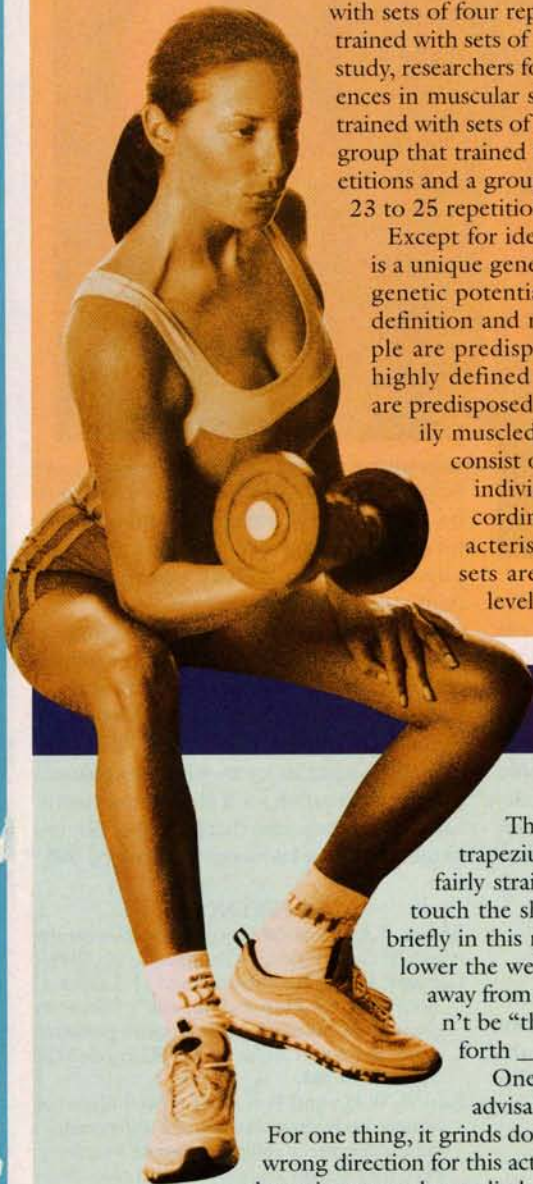 with sets of four rep
trained with sets of
study, researchers fo
ences in muscular s
trained with sets of
group that trained
etitions and a grou
23 to 25 repetitio
Except for ide
is a unique gene
genetic potentia
definition and r
ple are predisp
highly defined
are predisposed
ily muscled
consist o
indivi
cordin
acteris
sets are
level
Th
trapeziu
fairly strai
touch the sl
briefly in this r
lower the we
away from
n't be “th
forth _
One
advisa
For one thing, it grinds do
wrong direction for this act